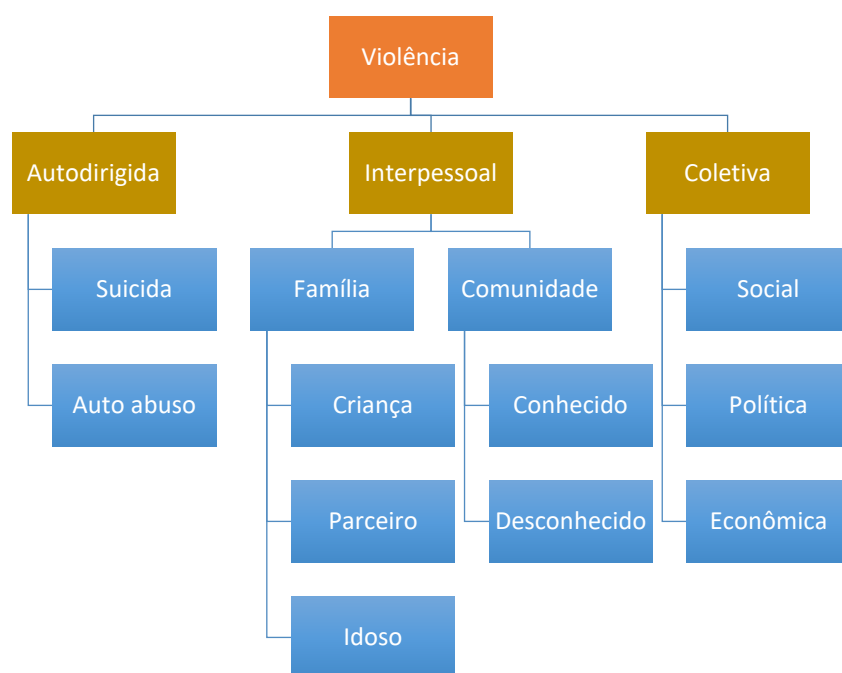 Violência
Autodirigida
Interpessoal
Coletiva
Suicida
Família
Comunidade
Social
Auto abuso
Criança
Conhecido
Política
Parceiro
Desconhecido
Econômica
Idoso